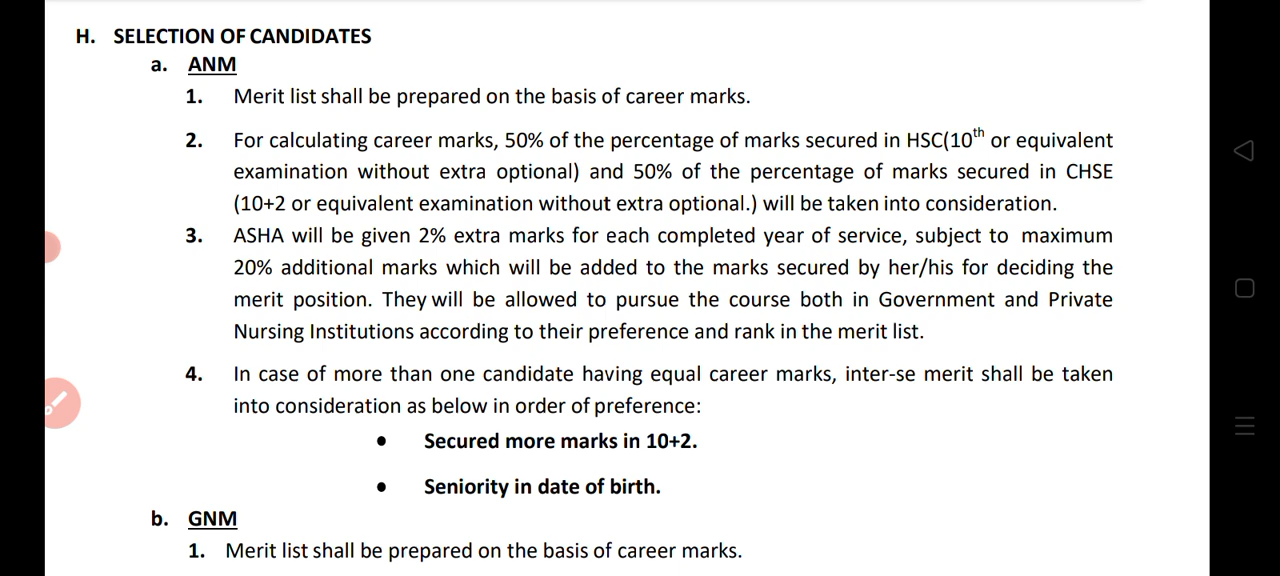 H. SELECTION OF CANDIDATES
a. ANM
1. Merit list shall be prepared on the basis of career marks.
2. For calculating career marks, 50% of the percentage of marks secured in HSC(10th or equivalent
examination without extra optional) and 50% of the percentage of marks secured in CHSE
(10+2 or equivalent examination without extra optional.) will be taken into consideration.
3. ASHA will be given 2% extra marks for each completed year of service, subject to maximum
20% additional marks which will be added to the marks secured by her/his for deciding the
merit position. They will be allowed to pursue the course both in Government and Private
Nursing Institutions according to their preference and rank in the merit list.
4. In case of more than one candidate having equal career marks, inter-se merit shall be taken
into consideration as below in order of preference:
• Secured more marks in 10+2.
• Seniority in date of birth.
b. GNM
1. Merit list shall be prepared on the basis of career marks.